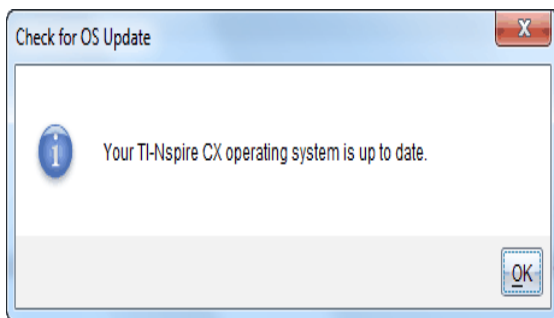 Check for OS Update
X
Your TI-Nspire CX operating system is up to date.
OK